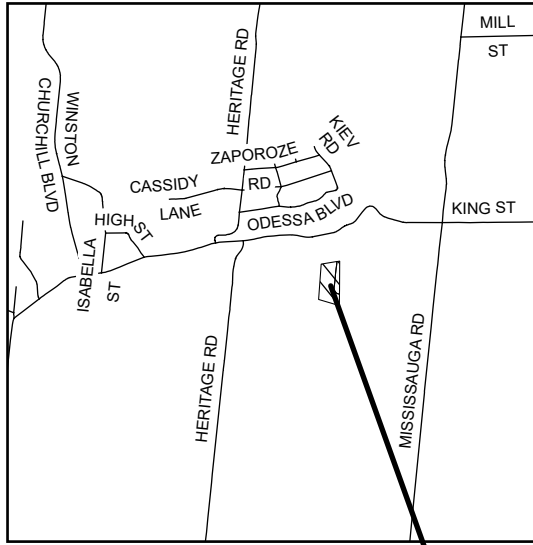 MILL
ST
HERITAGE RD
WINSTON
CHURCHILL BLVD
KIEV
RD
ZAPOROZE
RD
CASSIDY
LANE
HIGH ST
ODESSA BLVD
KING ST
ISABELLA
ST
HERITAGE RD
MISSISSAUGA RD